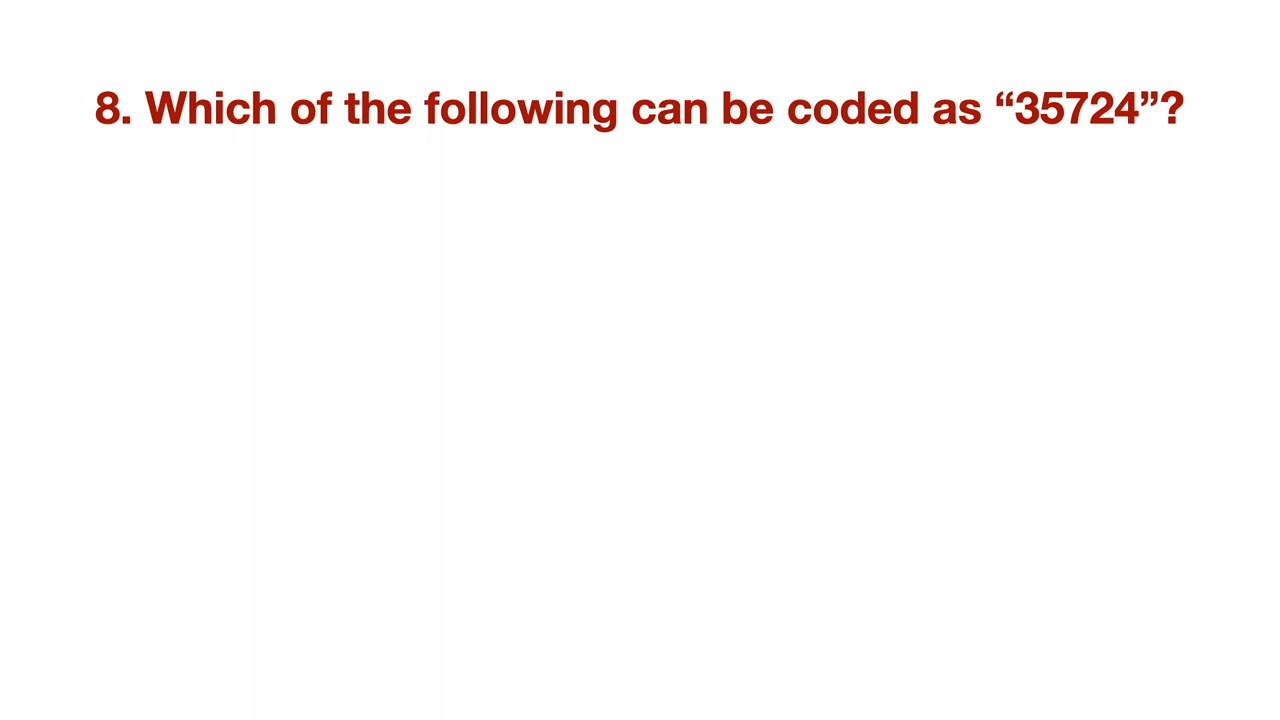 8. Which of the following can be coded as “35724”?